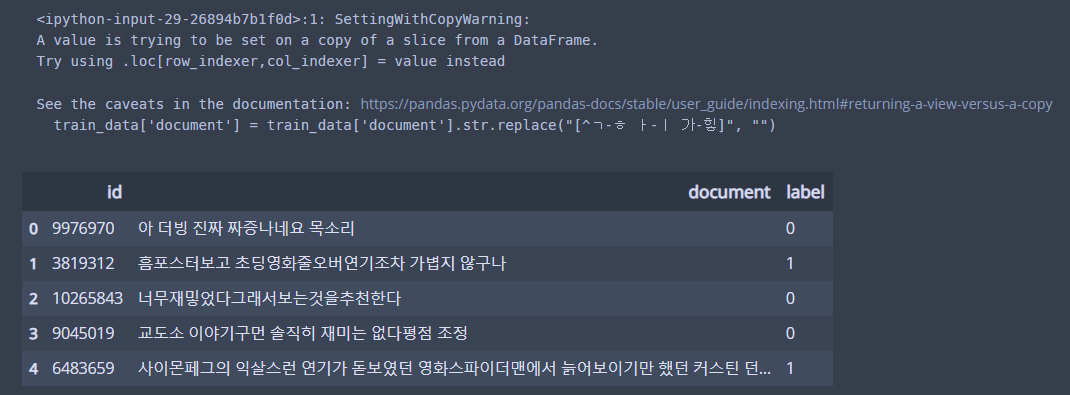 <ipython-input-29-26894b7b1f0d>:1: SettingWithCopyWarning:
A value is trying to be set on a copy of a slice from a DataFrame.
Try using .loc[row_indexer,col_indexer] = value instead
See the caveats in the documentation: https://pandas.pydata.org/pandas-docs/stable/user_guide/indexing.html#returning-a-view-versus-a-copy
train_data['document'] = train_data['document'].str.replace("[^ㄱ-ㅎ ㅏ-ㅣ 가-힣]", "")
id document label
0 9976970 아 더빙 진짜 짜증나네요 목소리 0
1 3819312 흠포스터보고 초딩영화줄오버연기조차 가볍지 않구나 1
2 10265843 너무재밓었다그래서보는것을추천한다 0
3 9045019 교도소 이야기구먼 솔직히 재미는 없다평점 조정 0
4 6483659 사이몬페그의 익살스런 연기가 돋보였던 영화스파이더맨에서 늙어보이기만 했던 커스틴 던... 1